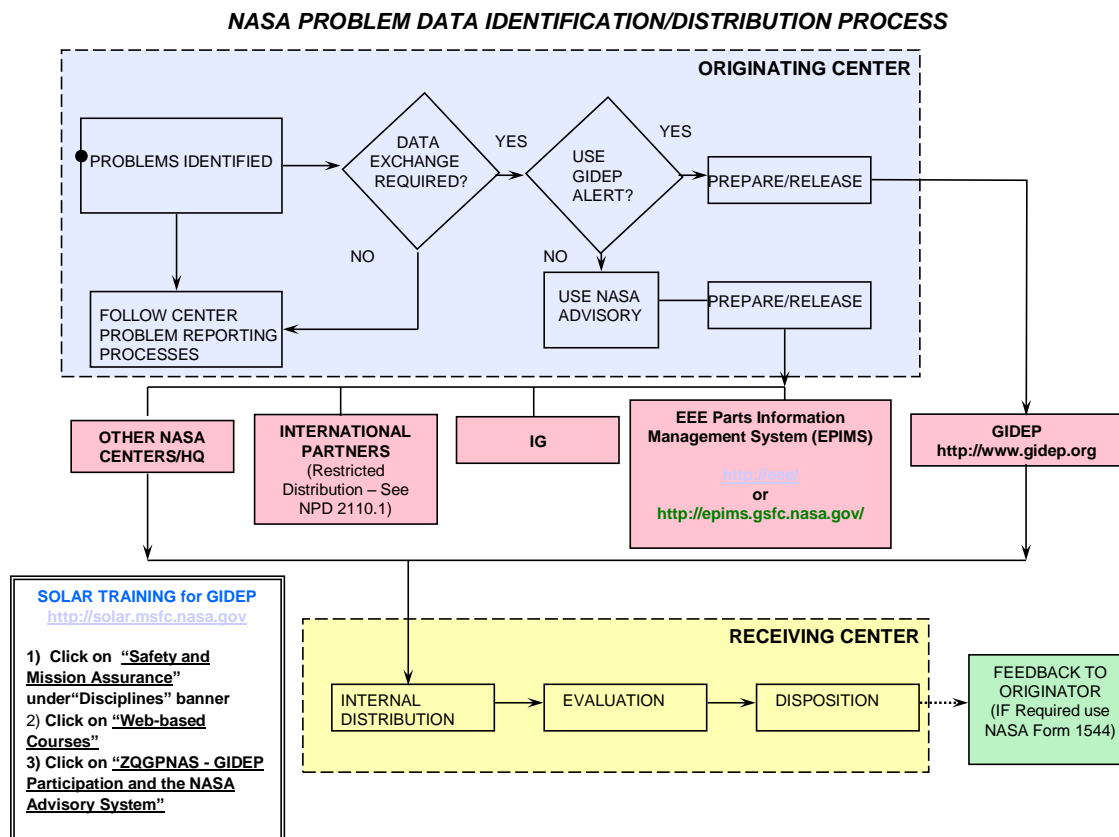 NASA PROBLEM DATA IDENTIFICATION/DISTRIBUTION PROCESS
ORIGINATING CENTER
PROBLEMS IDENTIFIED
DATA
EXCHANGE
REQUIRED?
YES
USE
GIDEP
ALERT?
YES
PREPARE/RELEASE
NO
NO
FOLLOW CENTER
PROBLEM REPORTING
PROCESSES
USE NASA
ADVISORY
PREPARE/RELEASE
OTHER NASA
CENTERS/HQ
INTERNATIONAL
PARTNERS
(Restricted
Distribution – See
NPD 2110.1)
IG
EEE Parts Information
Management System (EPIMS)
http://eee/
or
http://epims.gsfc.nasa.gov/
GIDEP
http://www.gidep.org
SOLAR TRAINING for GIDEP
http://solar.msfc.nasa.gov
1) Click on “Safety and
Mission Assurance”
under“Disciplines” banner
2) Click on “Web-based
Courses”
3) Click on “ZQGPNAS - GIDEP
Participation and the NASA
Advisory System”
RECEIVING CENTER
INTERNAL
DISTRIBUTION
EVALUATION
DISPOSITION
FEEDBACK TO
ORIGINATOR
(IF Required use
NASA Form 1544)